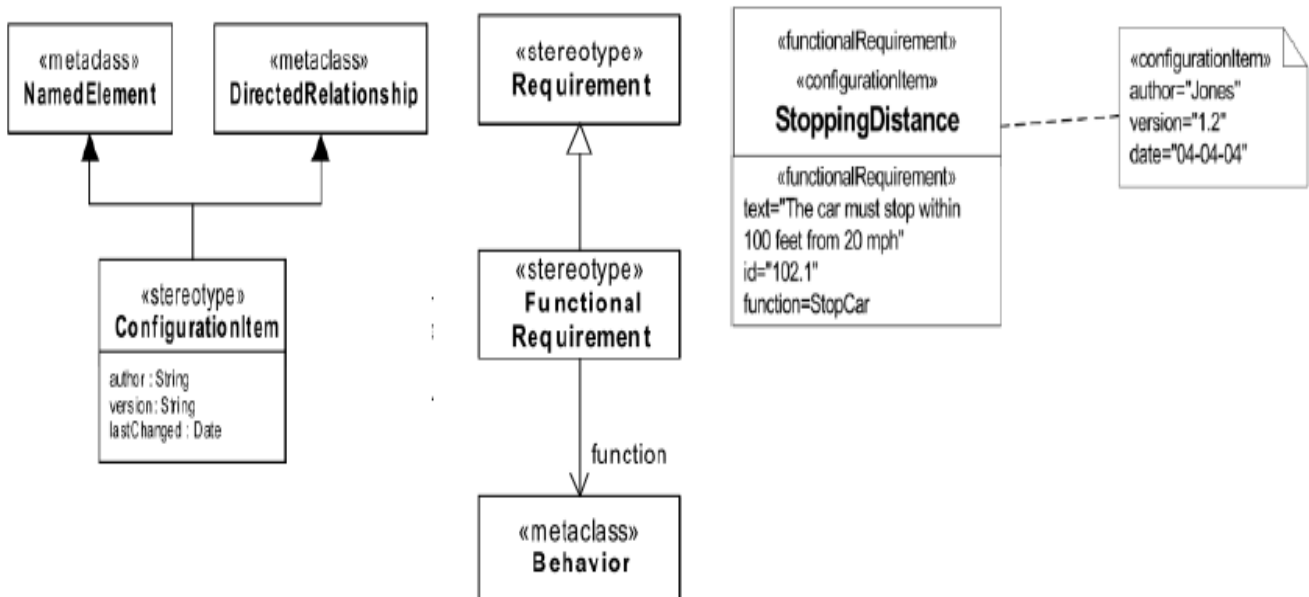 «metaclass»
NamedElement
«metaclass»
DirectedRelationship
«stereotype»
ConfigurationItem
author : String
version: String
lastChanged : Date
«stereotype»
Requirement
«stereotype»
Functional
Requirement
function
«metaclass»
Behavior
«functionalRequirement»
«configurationItem»
StoppingDistance
«functionalRequirement»
text="The car must stop within
100 feet from 20 mph"
id="102.1"
function=StopCar
«configurationItem»
author="Jones"
version="1.2"
date="04-04-04"